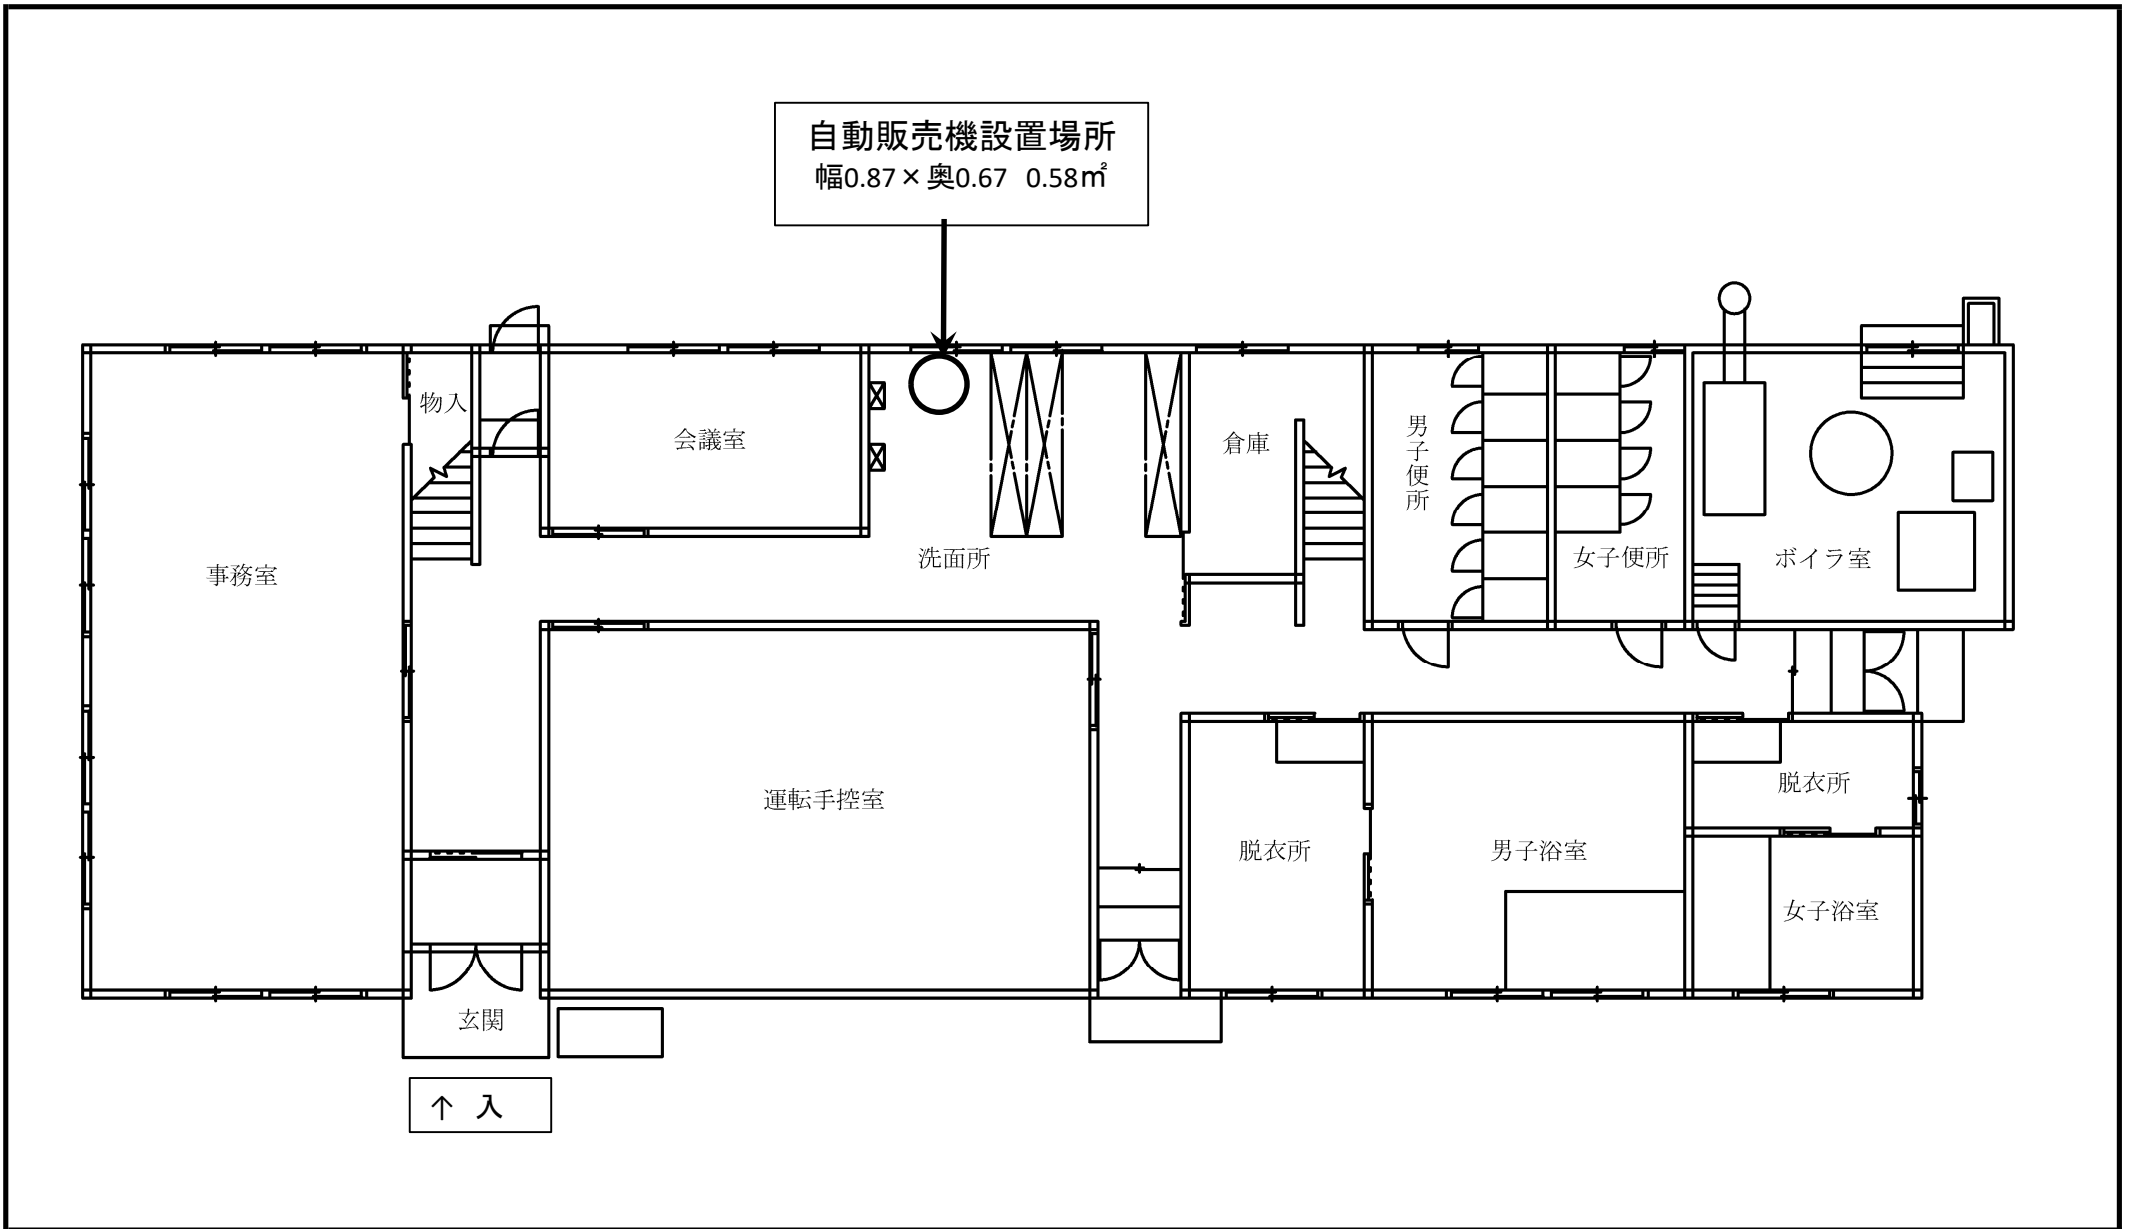 自動販売機設置場所
幅0.87×奥0.67 0.58㎡
物入
会議室
倉庫
男子便所
事務室
洗面所
女子便所
ボイラ室
運転手控室
脱衣所
脱衣所
男子浴室
女子浴室
玄関
↑ 入